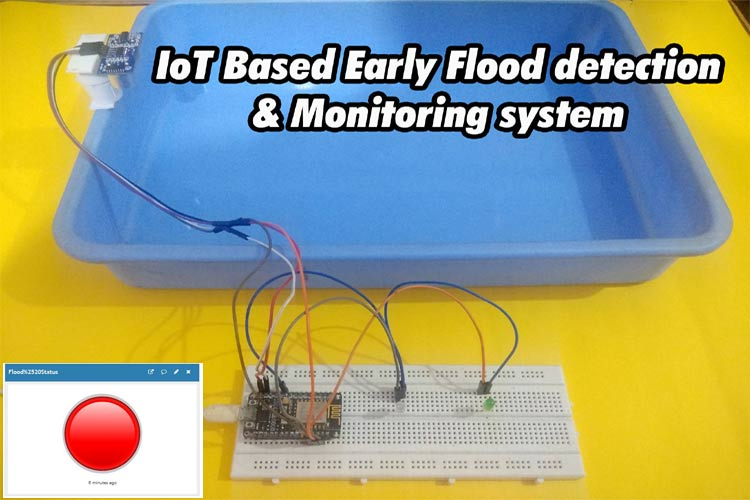 IoT Based Early Flood detection
& Monitoring system
Flood%2520Status
6 minutes ago